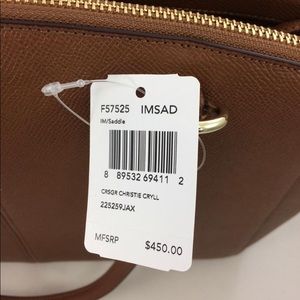 F57525 IMSAD
IM/Saddle
8 89532 69411 2
CRSGR CHRISTIE CRYLL
225259JAX
MFSRP $450.00